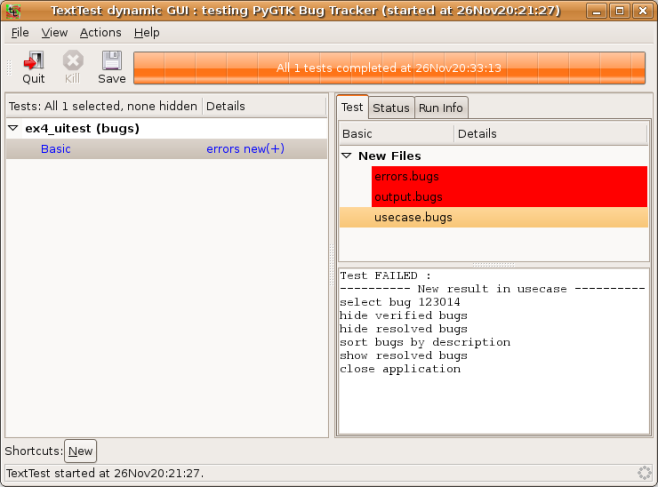 TextTest dynamic GUI : testing PyGTK Bug Tracker (started at 26Nov20:21:27)
File View Actions Help
Quit Kill Save
All 1 tests completed at 26Nov20:33:13
Tests: All 1 selected, none hidden Details
ex4_uitest (bugs)
Basic errors new(+)
Test Status Run Info
Basic Details
New Files
errors.bugs
output.bugs
usecase.bugs
Test FAILED :
---------- New result in usecase ----------
select bug 123014
hide verified bugs
hide resolved bugs
sort bugs by description
show resolved bugs
close application
Shortcuts: New
TextTest started at 26Nov20:21:27.